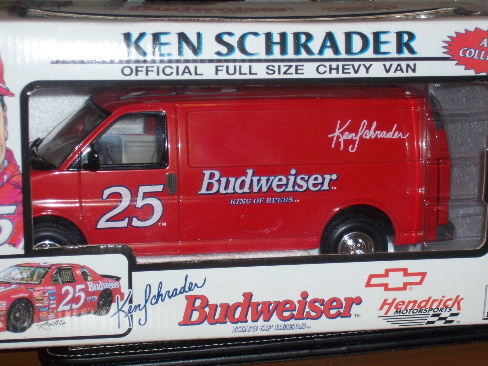 KEN SCHRADER
OFFICIAL FULL SIZE CHEVY VAN
Ken Schrader
25
Budweiser
KING OF BEERS
25
Ken Schrader
Budweiser
KING OF BEERS
Hendrick
MOTORSPORTS